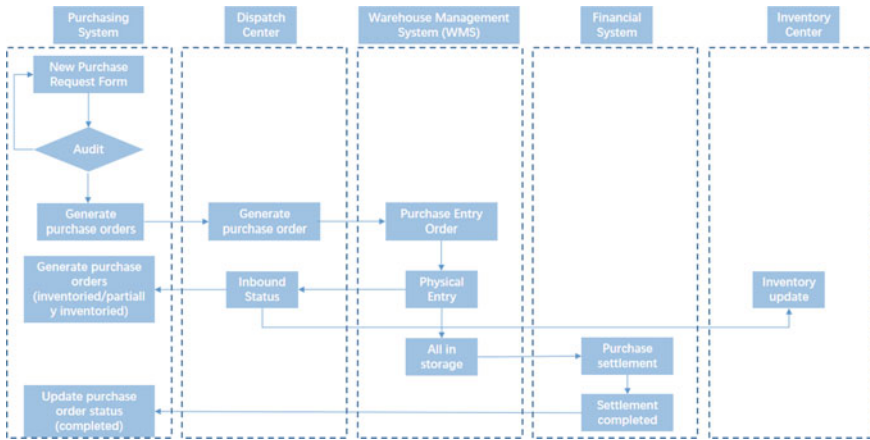 Purchasing
System
Dispatch
Center
Warehouse Management
System (WMS)
Financial
System
Inventory
Center
New Purchase
Request Form
Audit
Generate
purchase orders
Generate
purchase order
Purchase Entry
Order
Generate purchase
orders
(inventoried/partiall
y inventoried)
Inbound
Status
Physical
Entry
Inventory
update
All in
storage
Purchase
settlement
Update purchase
order status
(completed)
Settlement
completed